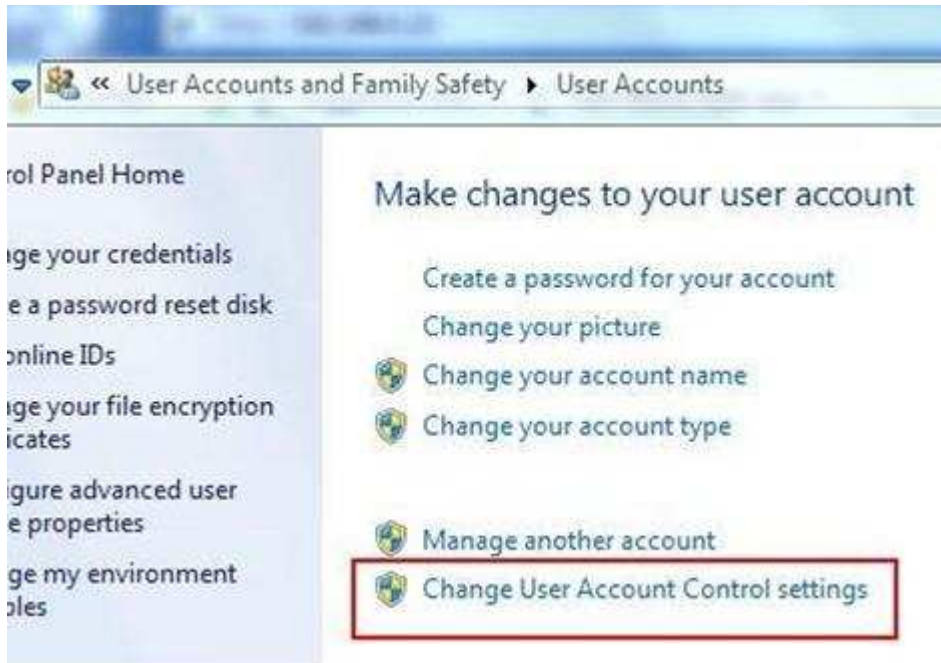 « User Accounts and Family Safety ▸ User Accounts
rol Panel Home
nge your credentials
e a password reset disk
online IDs
nge your file encryption
icates
igure advanced user
e properties
ge my environment
bles
Make changes to your user account
Create a password for your account
Change your picture
Change your account name
Change your account type
Manage another account
Change User Account Control settings